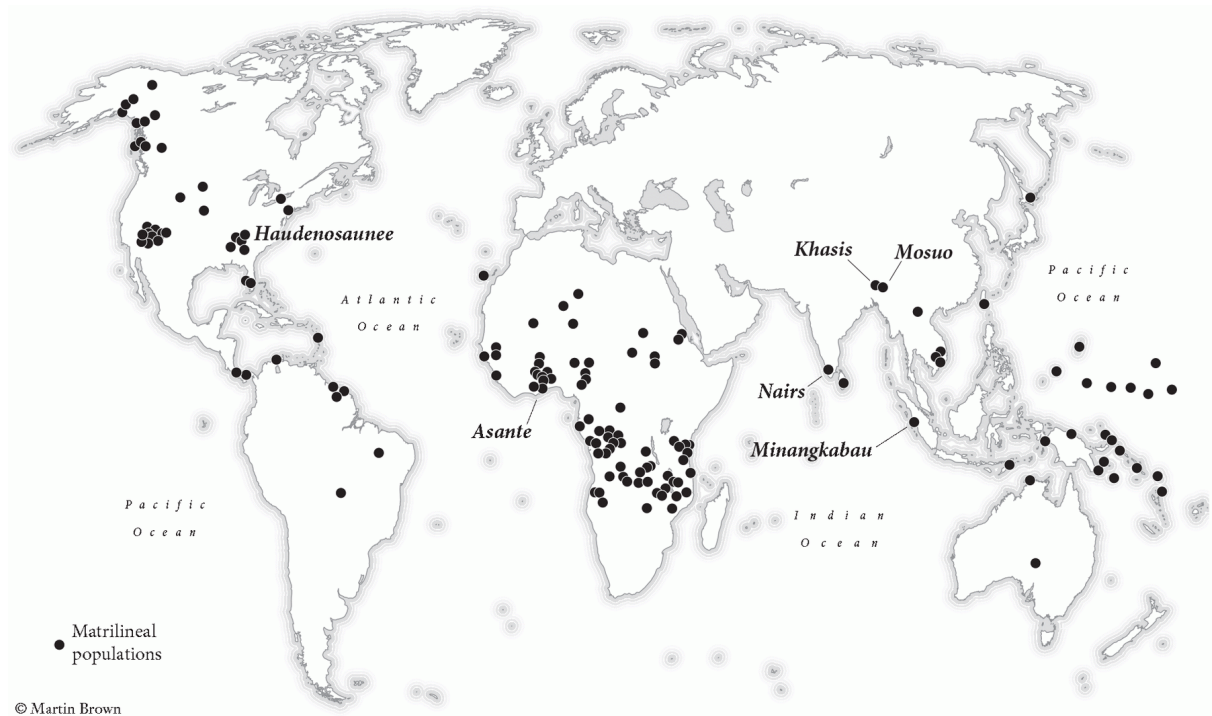 Haudenosaunee
Khasis
Mosuo
Pacific
Ocean
Atlantic
Ocean
Nairs
Asante
Minangkabau
Pacific
Ocean
Indian
Ocean
Matrilineal
populations
© Martin Brown